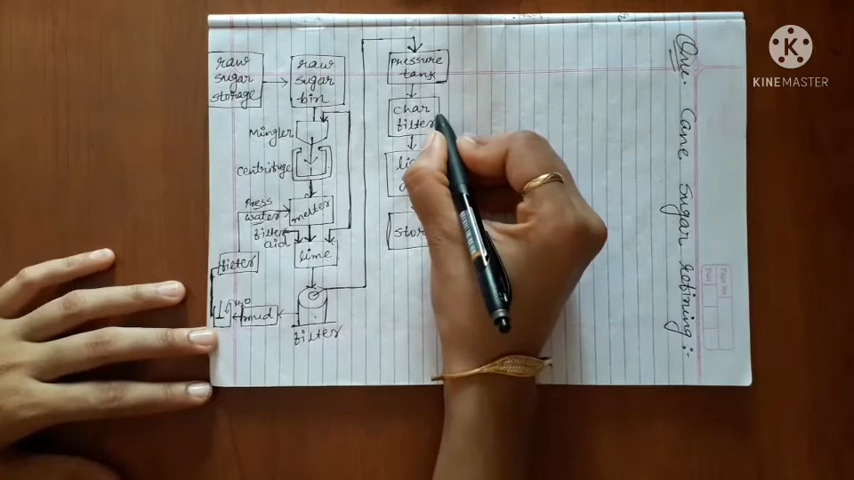 Que. Cane Sugar Refining :-
raw
sugar
storage
raw
sugar
bin
Mingler
Centrifuge
Press
water
melter
filter
aid
lime
filter
H2O
mud
filter
Pressure
tank
char
filter
KINEMASTER